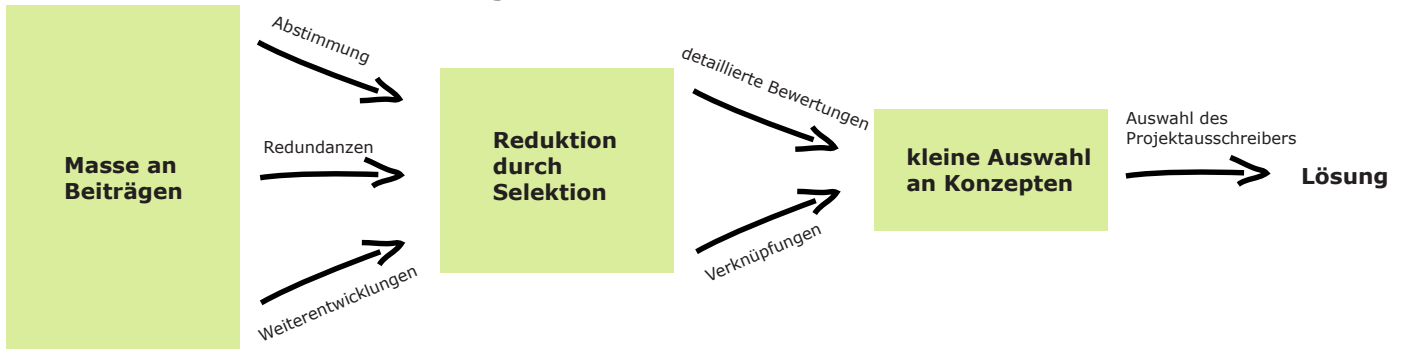 Masse an
Beiträgen
Abstimmung
Redundanzen
Weiterentwicklungen
Reduktion
durch
Selektion
detaillierte Bewertungen
Verknüpfungen
kleine Auswahl
an Konzepten
Auswahl des
Projektausschreibers
Lösung